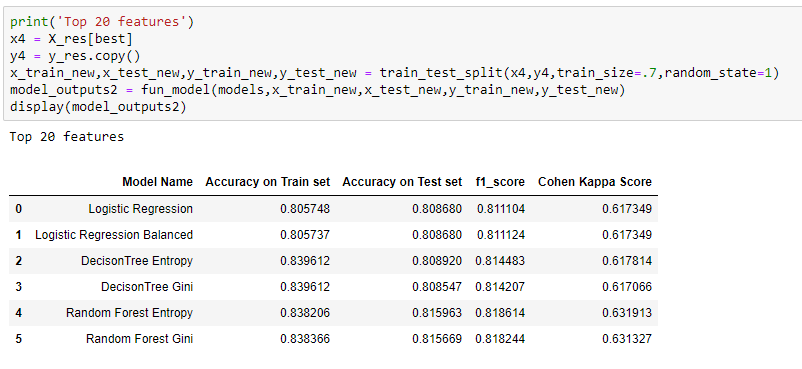 print('Top 20 features')
x4 = X_res[best]
y4 = y_res.copy()
x_train_new,x_test_new,y_train_new,y_test_new = train_test_split(x4,y4,train_size=.7,random_state=1)
model_outputs2 = fun_model(models,x_train_new,x_test_new,y_train_new,y_test_new)
display(model_outputs2)
Top 20 features
Model Name Accuracy on Train set Accuracy on Test set f1_score Cohen Kappa Score
0 Logistic Regression 0.805748 0.808680 0.811104 0.617349
1 Logistic Regression Balanced 0.805737 0.808680 0.811124 0.617349
2 DecisonTree Entropy 0.839612 0.808920 0.814483 0.617814
3 DecisonTree Gini 0.839612 0.808547 0.814207 0.617066
4 Random Forest Entropy 0.838206 0.815963 0.818614 0.631913
5 Random Forest Gini 0.838366 0.815669 0.818244 0.631327